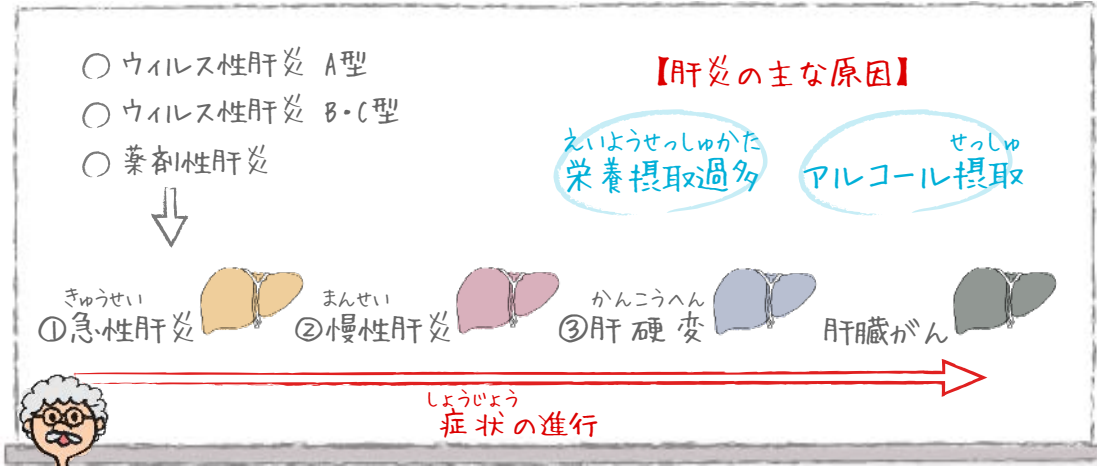 ○ ウィルス性肝炎 A型
○ ウィルス性肝炎 B・C型
○ 薬剤性肝炎
【肝炎の主な原因】
えいようせっしゅかた
栄養摂取過多
せっしゅ
アルコール摂取
きゅうせい
①急性肝炎
まんせい
②慢性肝炎
かんこうへん
③肝硬変
肝臓がん
しょうじょう
症状の進行